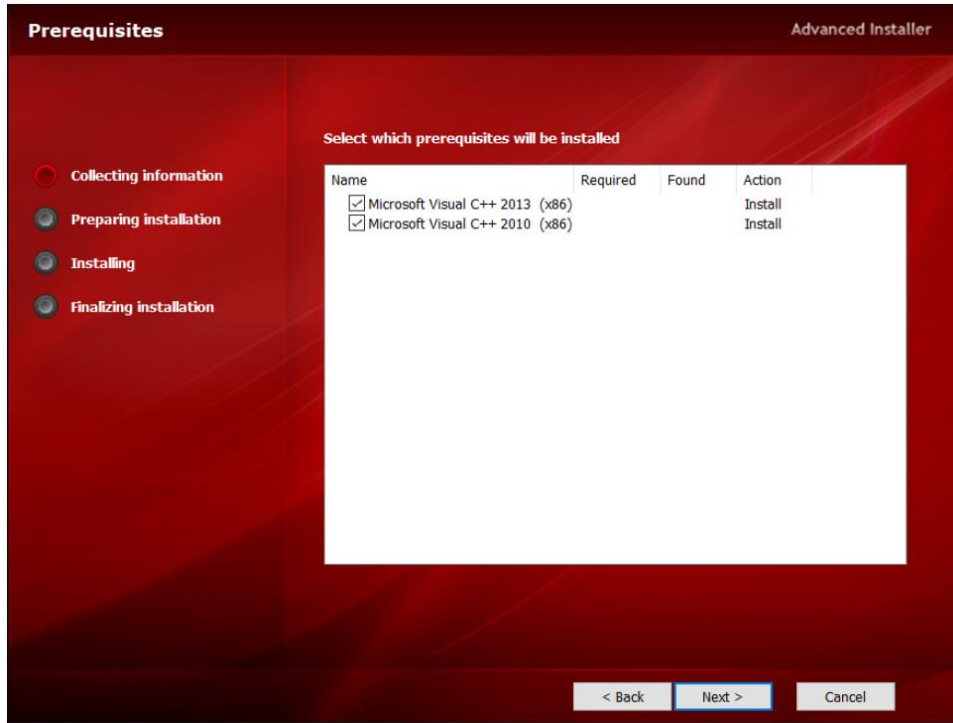 Prerequisites
Advanced Installer
Select which prerequisites will be installed
Collecting information
Preparing installation
Installing
Finalizing installation
Name Required Found Action
Microsoft Visual C++ 2013 (x86) Install
Microsoft Visual C++ 2010 (x86) Install
< Back Next > Cancel